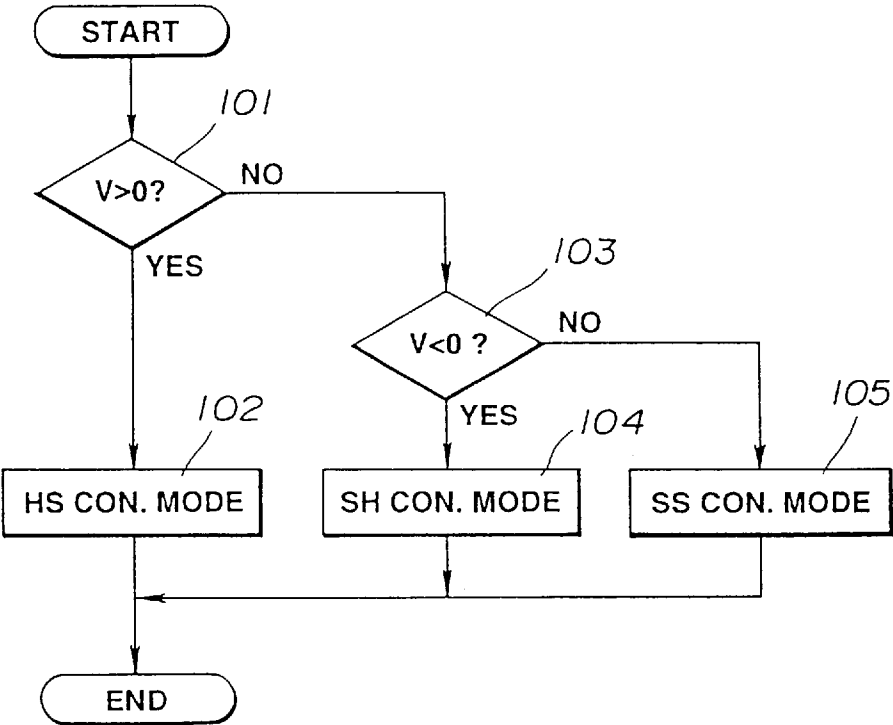 START
101
V>0?
NO
YES
103
V<0 ?
NO
YES
102
104
105
HS CON. MODE
SH CON. MODE
SS CON. MODE
END